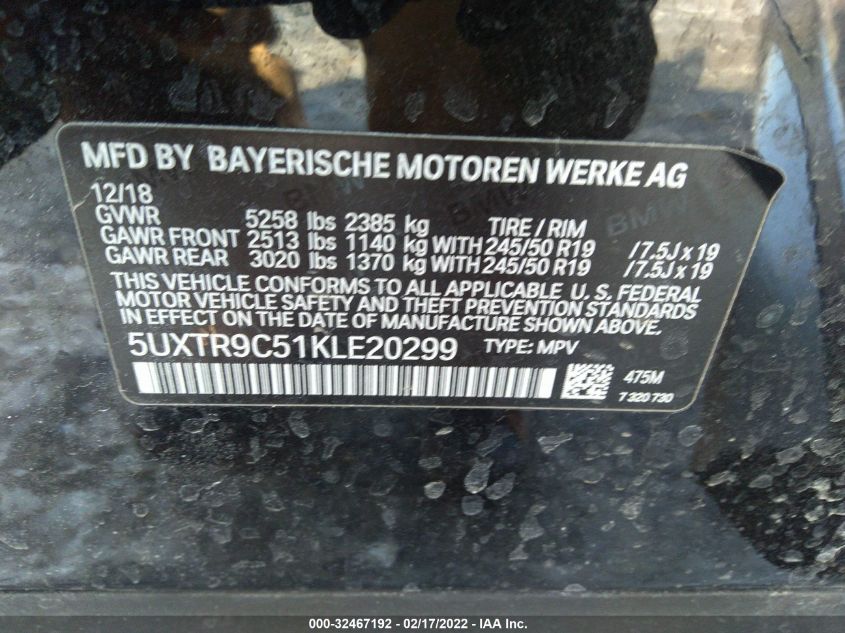 MFD BY BAYERISCHE MOTOREN WERKE AG
12/18
GVWR 5258 lbs 2385 kg TIRE / RIM
GAWR FRONT 2513 lbs 1140 kg WITH 245/50 R19 / 7.5J x 19
GAWR REAR 3020 lbs 1370 kg WITH 245/50 R19 / 7.5J x 19
THIS VEHICLE CONFORMS TO ALL APPLICABLE U. S. FEDERAL
MOTOR VEHICLE SAFETY AND THEFT PREVENTION STANDARDS
IN EFFECT ON THE DATE OF MANUFACTURE SHOWN ABOVE.
5UXTR9C51KLE20299 TYPE: MPV
475M
7 320 730
000-32467192 - 02/17/2022 - IAA Inc.